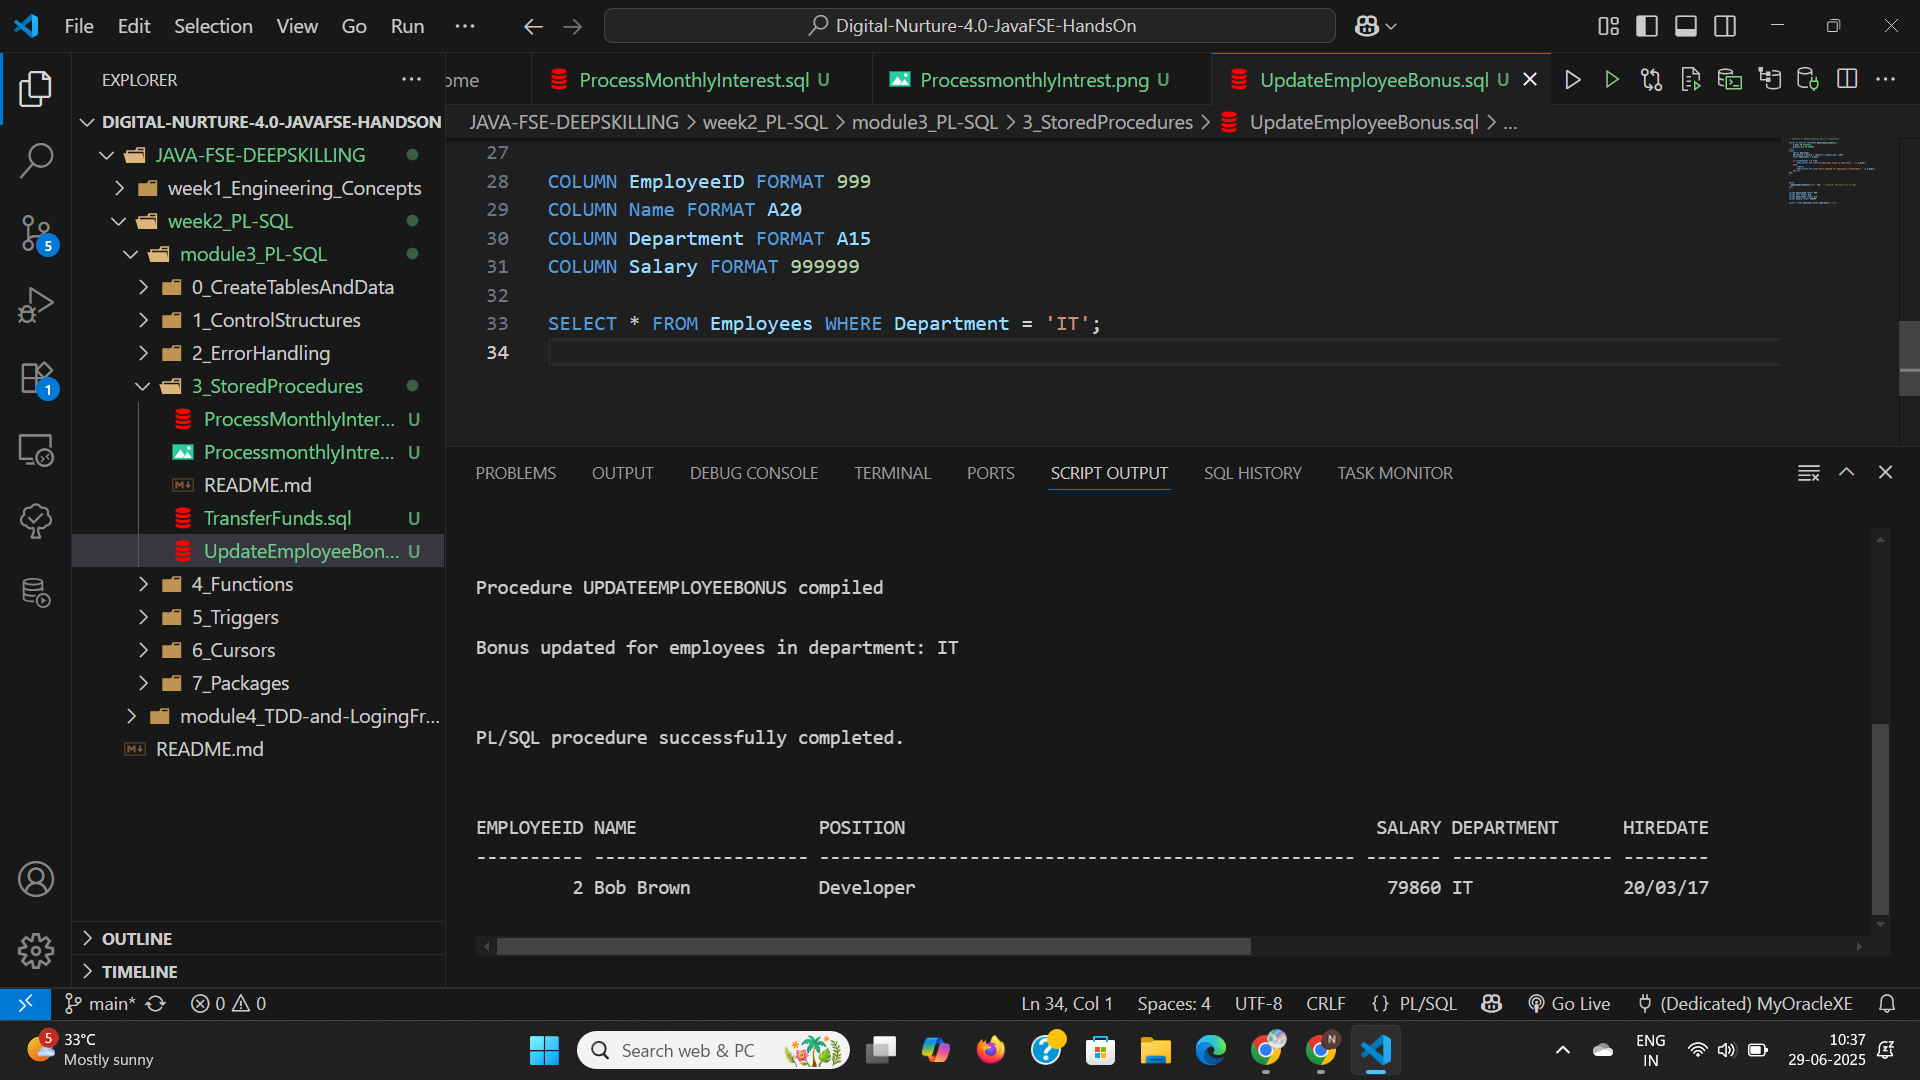 File Edit Selection View Go Run
Digital-Nurture-4.0-JavaFSE-HandsOn
EXPLORER
DIGITAL-NURTURE-4.0-JAVAFSE-HANDSON
JAVA-FSE-DEEPSKILLING
week1_Engineering_Concepts
week2_PL-SQL
module3_PL-SQL
0_CreateTablesAndData
1_ControlStructures
2_ErrorHandling
3_StoredProcedures
ProcessMonthlyInter... U
ProcessmonthlyIntre... U
README.md
TransferFunds.sql U
UpdateEmployeeBon... U
4_Functions
5_Triggers
6_Cursors
7_Packages
module4_TDD-and-LogingFr...
README.md
OUTLINE
TIMELINE
5
1
ome ProcessMonthlyInterest.sql U ProcessmonthlyIntrest.png U UpdateEmployeeBonus.sql U
JAVA-FSE-DEEPSKILLING > week2_PL-SQL > module3_PL-SQL > 3_StoredProcedures > UpdateEmployeeBonus.sql > ...
27
28 COLUMN EmployeeID FORMAT 999
29 COLUMN Name FORMAT A20
30 COLUMN Department FORMAT A15
31 COLUMN Salary FORMAT 999999
32
33 SELECT * FROM Employees WHERE Department = 'IT';
34
PROBLEMS OUTPUT DEBUG CONSOLE TERMINAL PORTS SCRIPT OUTPUT SQL HISTORY TASK MONITOR
Procedure UPDATEEMPLOYEEBONUS compiled
Bonus updated for employees in department: IT
PL/SQL procedure successfully completed.
EMPLOYEEID NAME POSITION SALARY DEPARTMENT HIREDATE
---------- -------------------- -------------------------------------------------- ------- --------------- --------
2 Bob Brown Developer 79860 IT 20/03/17
main* 0 0 Ln 34, Col 1 Spaces: 4 UTF-8 CRLF {} PL/SQL Go Live (Dedicated) MyOracleXE
5 33°C
Mostly sunny
Search web & PC
N
ENG
IN
10:37
29-06-2025